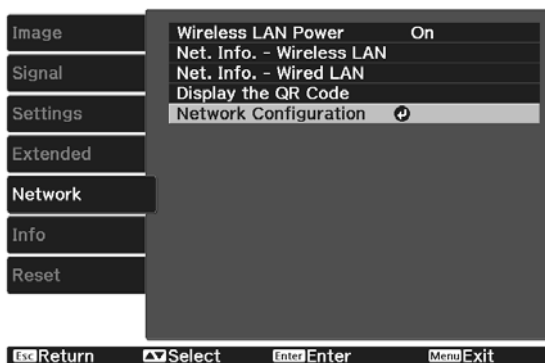 Image
Signal
Settings
Extended
Network
Info
Reset
Wireless LAN Power On
Net. Info. - Wireless LAN
Net. Info. - Wired LAN
Display the QR Code
Network Configuration
Esc Return Select Enter Enter Menu Exit